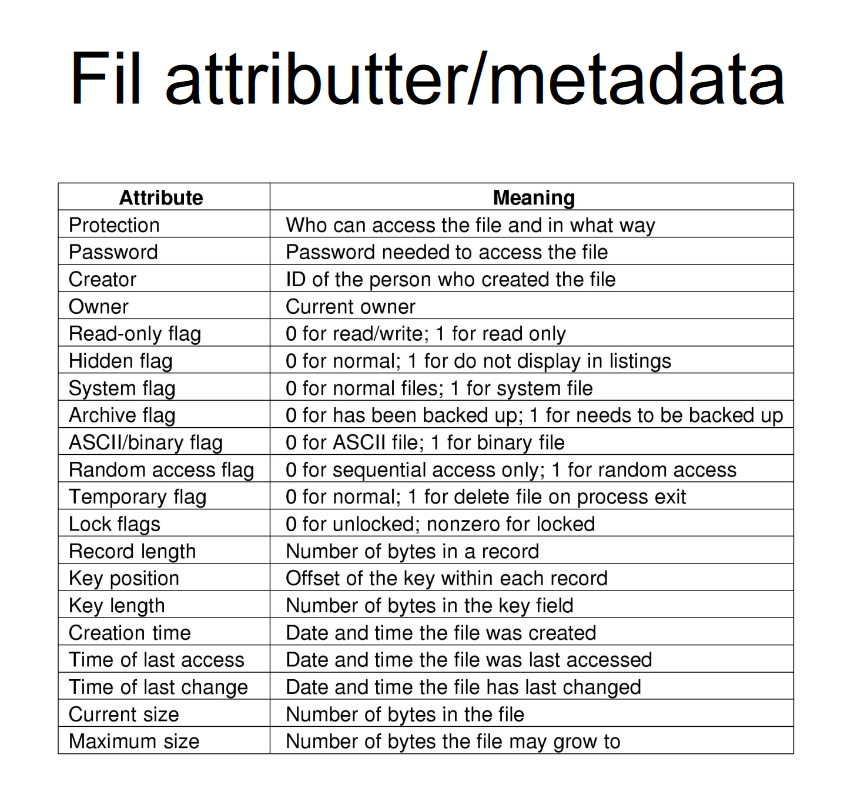 Fil attributter/metadata
Attribute Meaning
Protection Who can access the file and in what way
Password Password needed to access the file
Creator ID of the person who created the file
Owner Current owner
Read-only flag 0 for read/write; 1 for read only
Hidden flag 0 for normal; 1 for do not display in listings
System flag 0 for normal files; 1 for system file
Archive flag 0 for has been backed up; 1 for needs to be backed up
ASCII/binary flag 0 for ASCII file; 1 for binary file
Random access flag 0 for sequential access only; 1 for random access
Temporary flag 0 for normal; 1 for delete file on process exit
Lock flags 0 for unlocked; nonzero for locked
Record length Number of bytes in a record
Key position Offset of the key within each record
Key length Number of bytes in the key field
Creation time Date and time the file was created
Time of last access Date and time the file was last accessed
Time of last change Date and time the file has last changed
Current size Number of bytes in the file
Maximum size Number of bytes the file may grow to